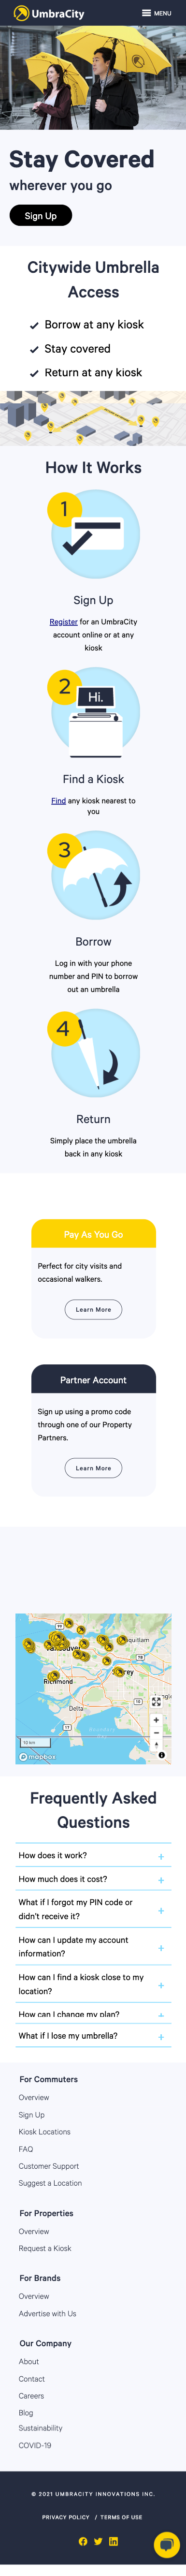 UmbraCity
MENU
Stay Covered
wherever you go
Sign Up
Citywide Umbrella
Access
Borrow at any kiosk
Stay covered
Return at any kiosk
How It Works
1
Sign Up
Register for an UmbraCity
account online or at any
kiosk
2
Hi.
Find a Kiosk
Find any kiosk nearest to
you
3
Borrow
Log in with your phone
number and PIN to borrow
out an umbrella
4
Return
Simply place the umbrella
back in any kiosk
Pay As You Go
Perfect for city visits and
occasional walkers.
Learn More
Partner Account
Sign up using a promo code
through one of our Property
Partners.
Learn More
Richmond
Delta
10 km
mapbox
Frequently Asked
Questions
How does it work?
How much does it cost?
What if I forgot my PIN code or
didn't receive it?
How can I update my account
information?
How can I find a kiosk close to my
location?
How can I change my plan?
What if I lose my umbrella?
For Commuters
Overview
Sign Up
Kiosk Locations
FAQ
Customer Support
Suggest a Location
For Properties
Overview
Request a Kiosk
For Brands
Overview
Advertise with Us
Our Company
About
Contact
Careers
Blog
Sustainability
COVID-19
© 2021 UMBRACITY INNOVATIONS INC.
PRIVACY POLICY / TERMS OF USE